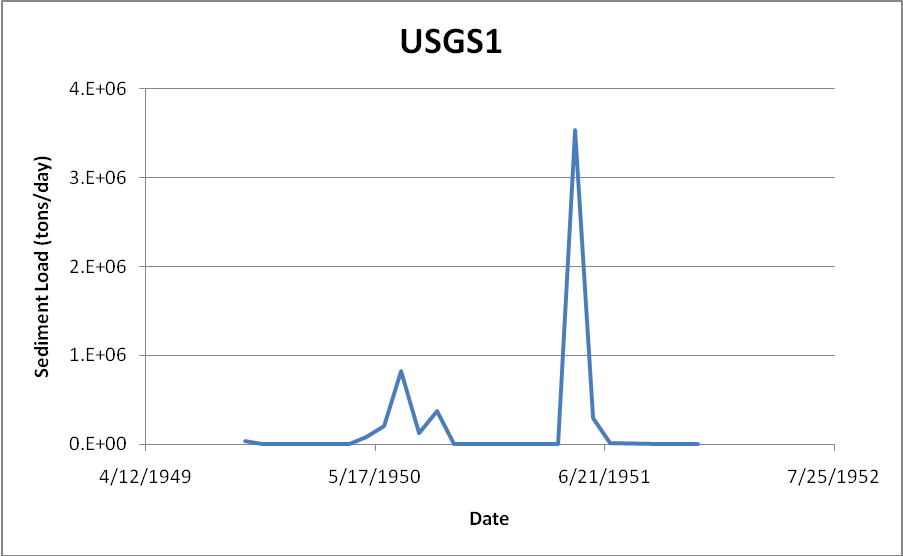 USGS1
4.E+06
3.E+06
2.E+06
1.E+06
0.E+00
Sediment Load (tons/day)
4/12/1949
5/17/1950
6/21/1951
7/25/1952
Date